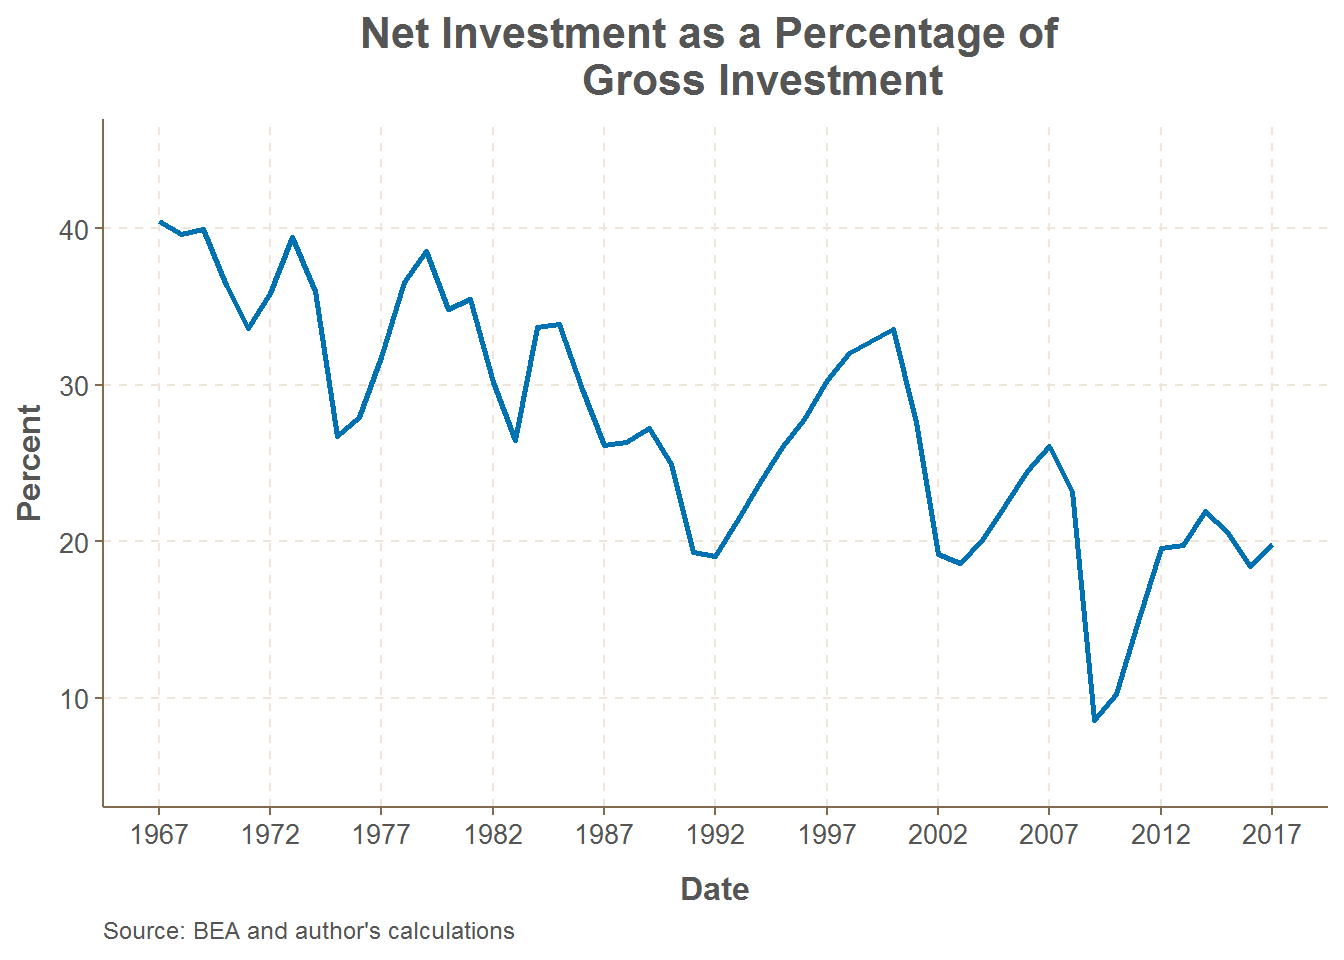 Net Investment as a Percentage of
Gross Investment
Percent
40
30
20
10
1967 1972 1977 1982 1987 1992 1997 2002 2007 2012 2017
Date
Source: BEA and author's calculations